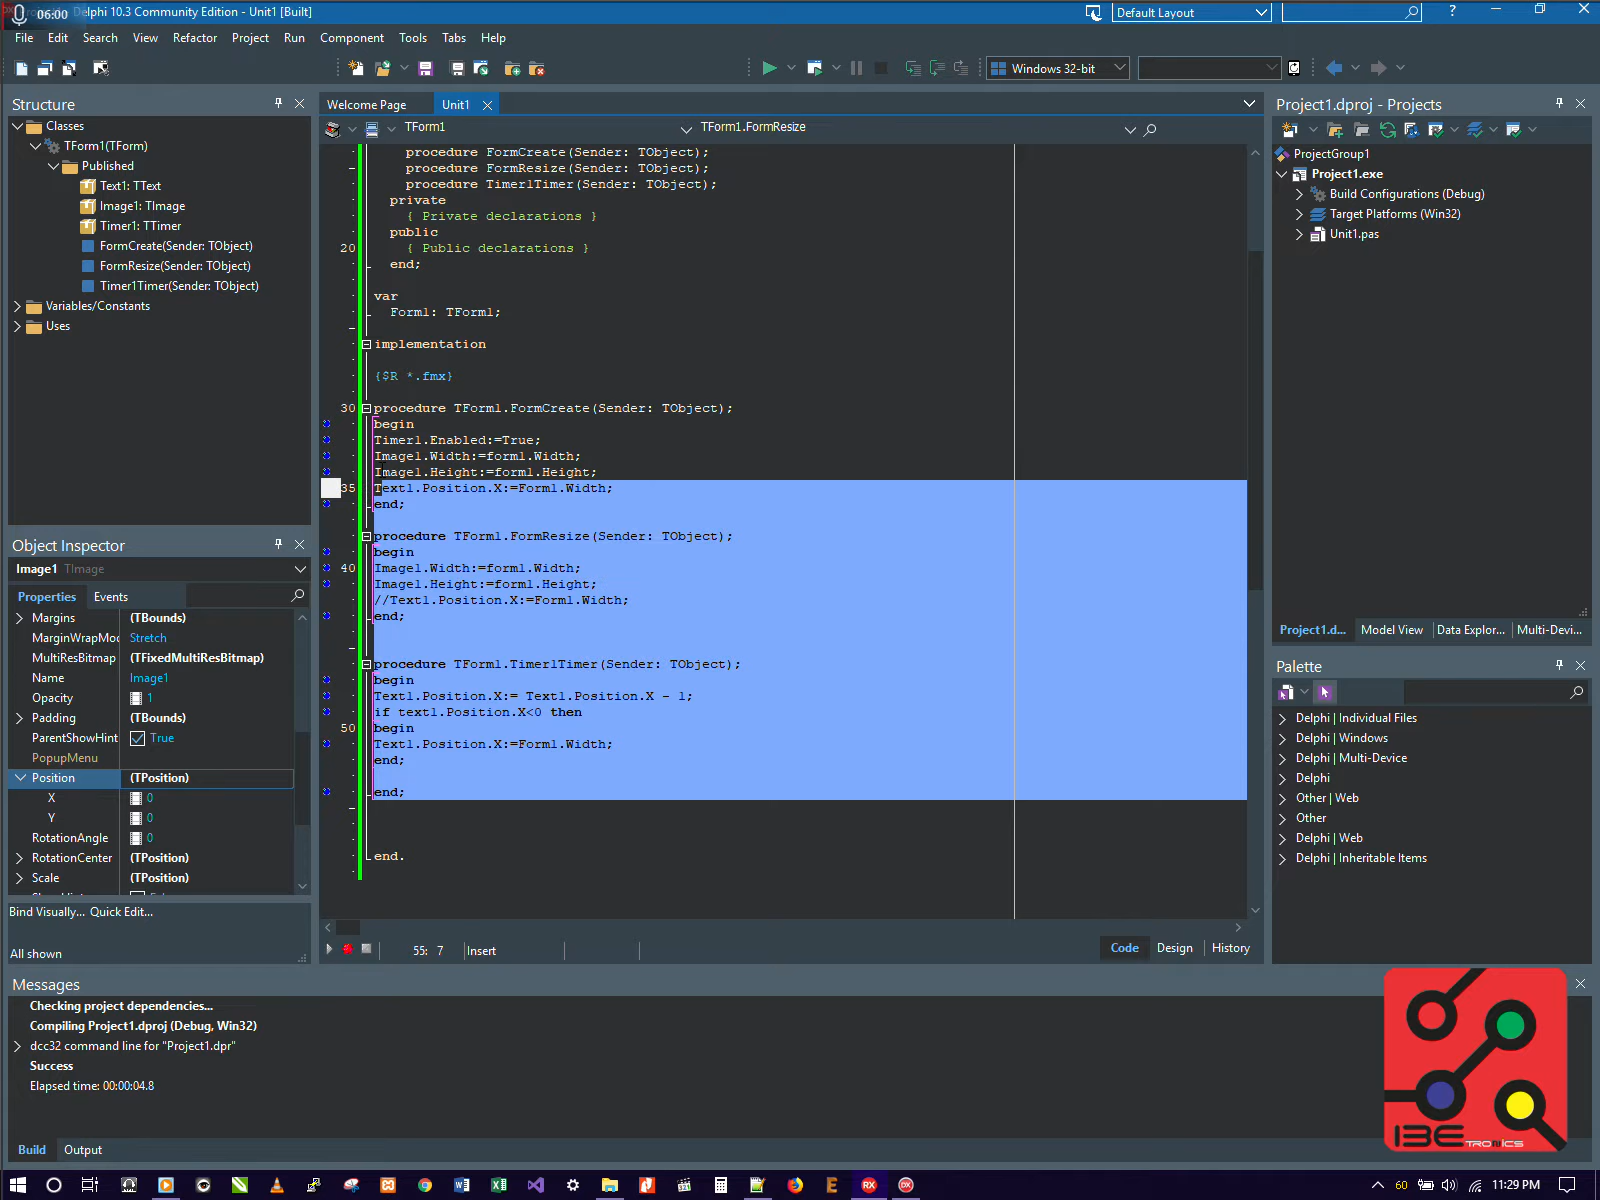 06:00
Delphi 10.3 Community Edition - Unit1 [Built]
Default Layout
?
File Edit Search View Refactor Project Run Component Tools Tabs Help
Windows 32-bit
Structure
Classes
TForm1(TForm)
Published
Text1: TText
Image1: TImage
Timer1: TTimer
FormCreate(Sender: TObject)
FormResize(Sender: TObject)
Timer1Timer(Sender: TObject)
Variables/Constants
Uses
Object Inspector
Image1 TImage
Properties Events
Margins (TBounds)
MarginWrapMoc Stretch
MultiResBitmap (TFixedMultiResBitmap)
Name Image1
Opacity 1
Padding (TBounds)
ParentShowHint True
PopupMenu
Position (TPosition)
X 0
Y 0
RotationAngle 0
RotationCenter (TPosition)
Scale (TPosition)
Bind Visually... Quick Edit...
All shown
Welcome Page Unit1
TForm1 TForm1.FormResize
procedure FormCreate(Sender: TObject);
procedure FormResize(Sender: TObject);
procedure Timer1Timer(Sender: TObject);
private
{ Private declarations }
public
20 { Public declarations }
end;
var
Form1: TForm1;
implementation
{$R *.fmx}
30 procedure TForm1.FormCreate(Sender: TObject);
begin
Timer1.Enabled:=True;
Image1.Width:=form1.Width;
Image1.Height:=form1.Height;
35 Text1.Position.X:=Form1.Width;
end;
procedure TForm1.FormResize(Sender: TObject);
begin
40 Image1.Width:=form1.Width;
Image1.Height:=form1.Height;
//Text1.Position.X:=Form1.Width;
end;
procedure TForm1.Timer1Timer(Sender: TObject);
begin
Text1.Position.X:= Text1.Position.X - 1;
if text1.Position.X<0 then
50 begin
Text1.Position.X:=Form1.Width;
end;
end;
end.
55: 7 Insert
Code Design History
Project1.dproj - Projects
ProjectGroup1
Project1.exe
Build Configurations (Debug)
Target Platforms (Win32)
Unit1.pas
Project1.d... Model View Data Explor... Multi-Devi...
Palette
Delphi | Individual Files
Delphi | Windows
Delphi | Multi-Device
Delphi
Other | Web
Other
Delphi | Web
Delphi | Inheritable Items
Messages
Checking project dependencies...
Compiling Project1.dproj (Debug, Win32)
dcc32 command line for "Project1.dpr"
Success
Elapsed time: 00:00:04.8
Build Output
I3E TRONICS
60
11:29 PM